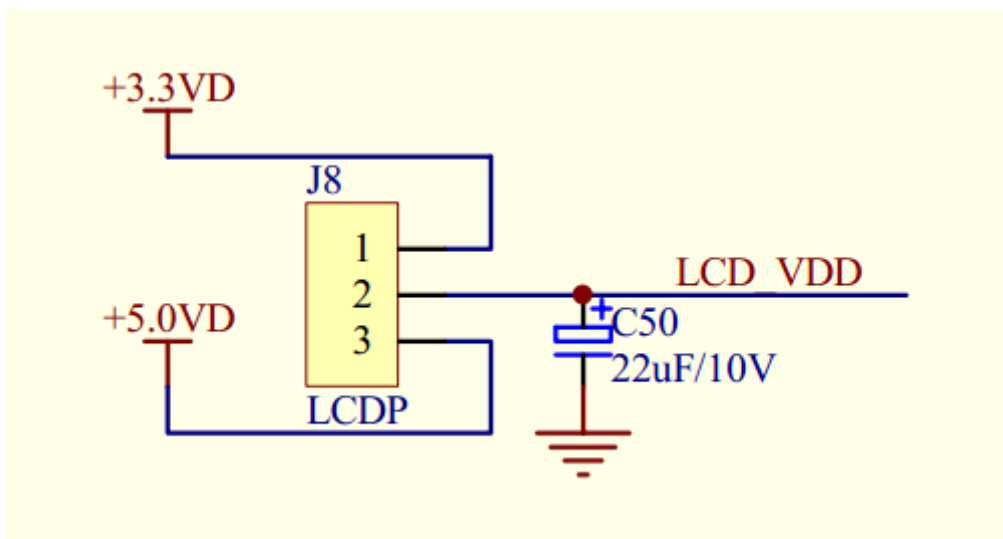 +3.3VD
J8
1
2
3
LCDP
+5.0VD
LCD_VDD
+
C50
22uF/10V